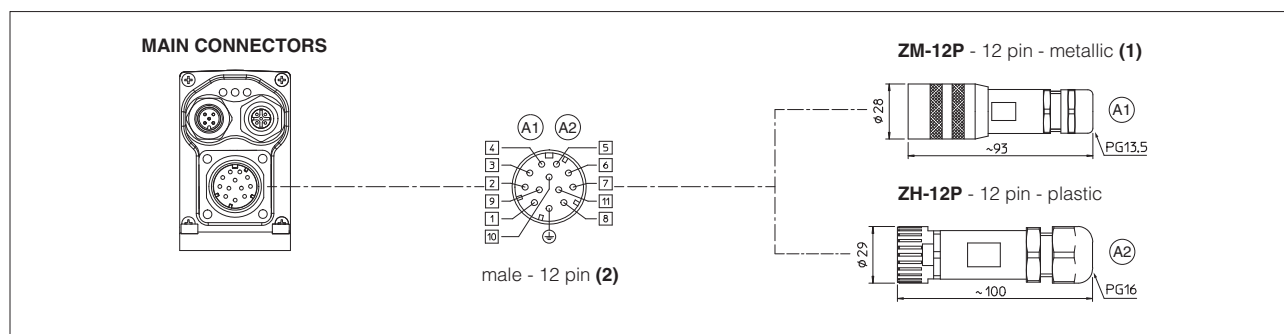 MAIN CONNECTORS
A1 A2
4 5
3 6
2 7
9 11
1 8
10
male - 12 pin (2)
ZM-12P - 12 pin - metallic (1)
ø 28
~93
A1
PG13,5
ZH-12P - 12 pin - plastic
ø 29
~100
A2
PG16